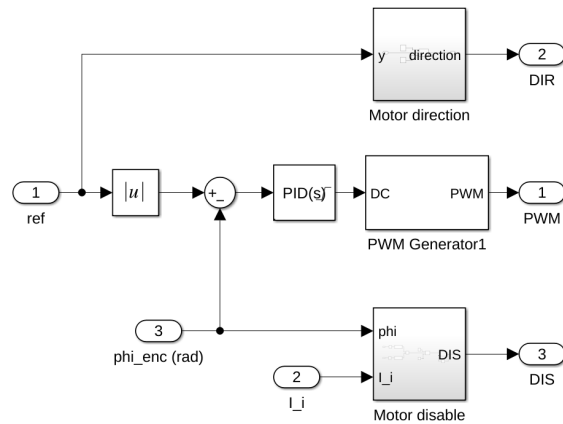 y
direction
2
DIR
Motor direction
1
ref
|u|
+
−
PID(s)
DC
PWM
1
PWM
PWM Generator1
3
phi_enc (rad)
phi
DIS
3
DIS
2
I_i
I_i
Motor disable